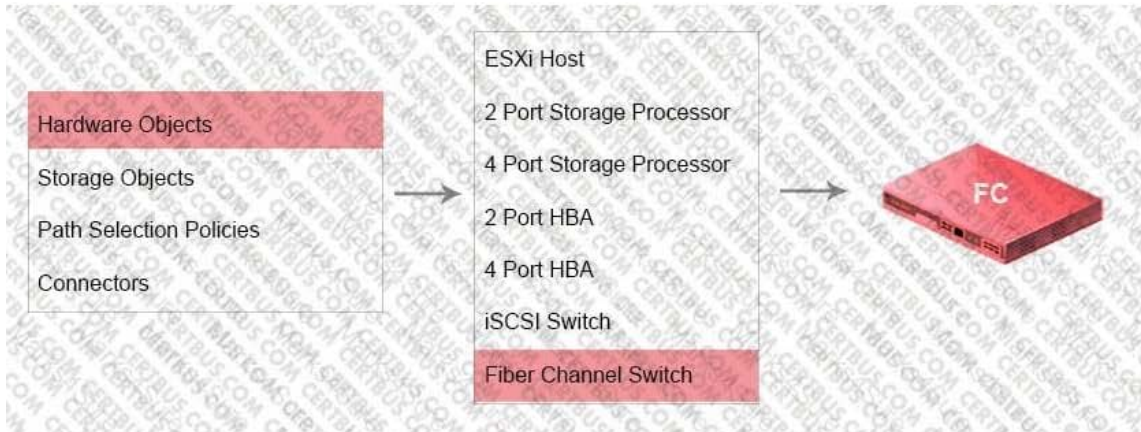 Hardware Objects
Storage Objects
Path Selection Policies
Connectors
ESXi Host
2 Port Storage Processor
4 Port Storage Processor
2 Port HBA
4 Port HBA
iSCSI Switch
Fiber Channel Switch
FC